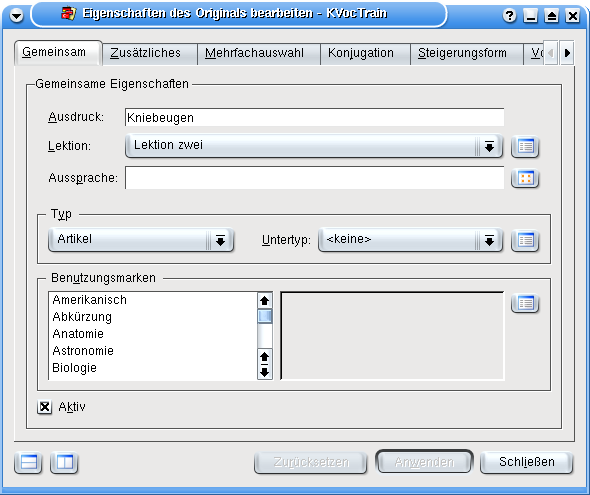 Eigenschaften des Originals bearbeiten - KVocTrain
Gemeinsam Zusätzliches Mehrfachauswahl Konjugation Steigerungsform Vo
Gemeinsame Eigenschaften
Ausdruck: Kniebeugen
Lektion: Lektion zwei
Aussprache:
Typ
Artikel Untertyp: <keine>
Benutzungsmarken
Amerikanisch
Abkürzung
Anatomie
Astronomie
Biologie
Aktiv
Zurücksetzen Anwenden Schließen